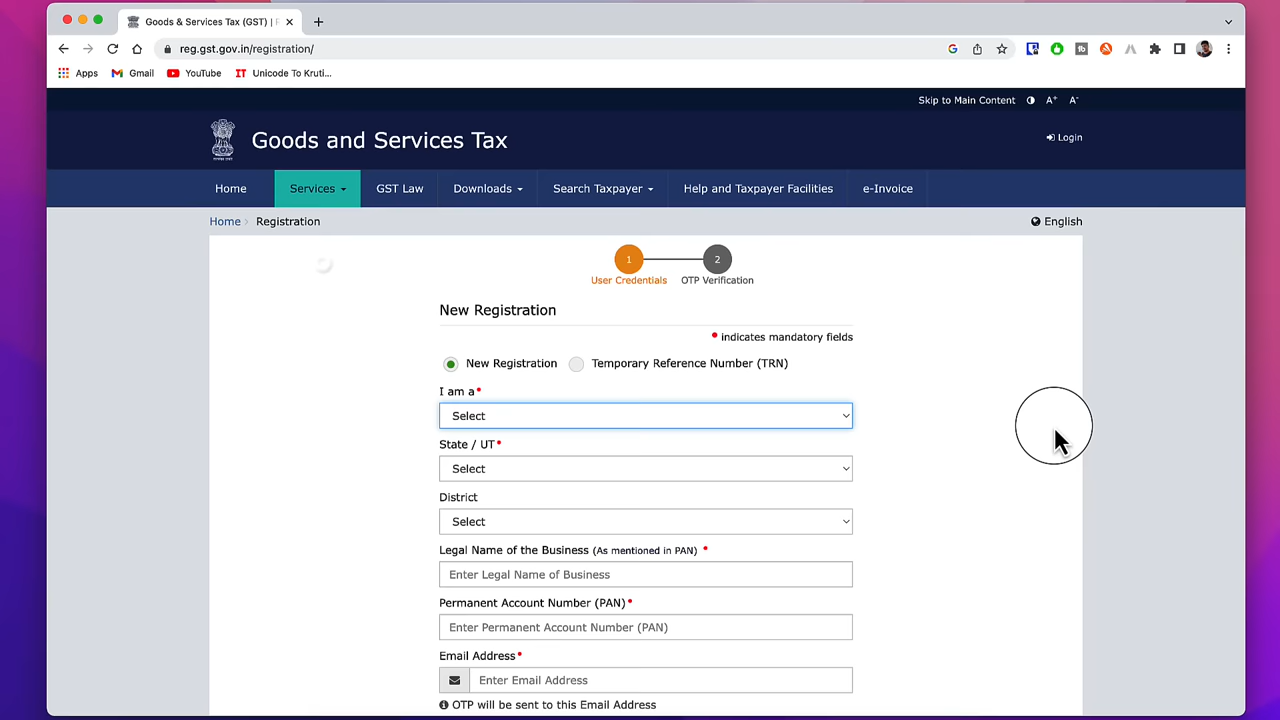 Goods & Services Tax (GST) |
reg.gst.gov.in/registration/
Apps Gmail YouTube IT Unicode To Kruti...
Skip to Main Content A+ A-
Goods and Services Tax
Login
Home Services GST Law Downloads Search Taxpayer Help and Taxpayer Facilities e-Invoice
Home Registration
English
1 2
User Credentials OTP Verification
New Registration
• indicates mandatory fields
New Registration Temporary Reference Number (TRN)
I am a•
Select
State / UT•
Select
District
Select
Legal Name of the Business (As mentioned in PAN) •
Enter Legal Name of Business
Permanent Account Number (PAN)•
Enter Permanent Account Number (PAN)
Email Address•
Enter Email Address
OTP will be sent to this Email Address